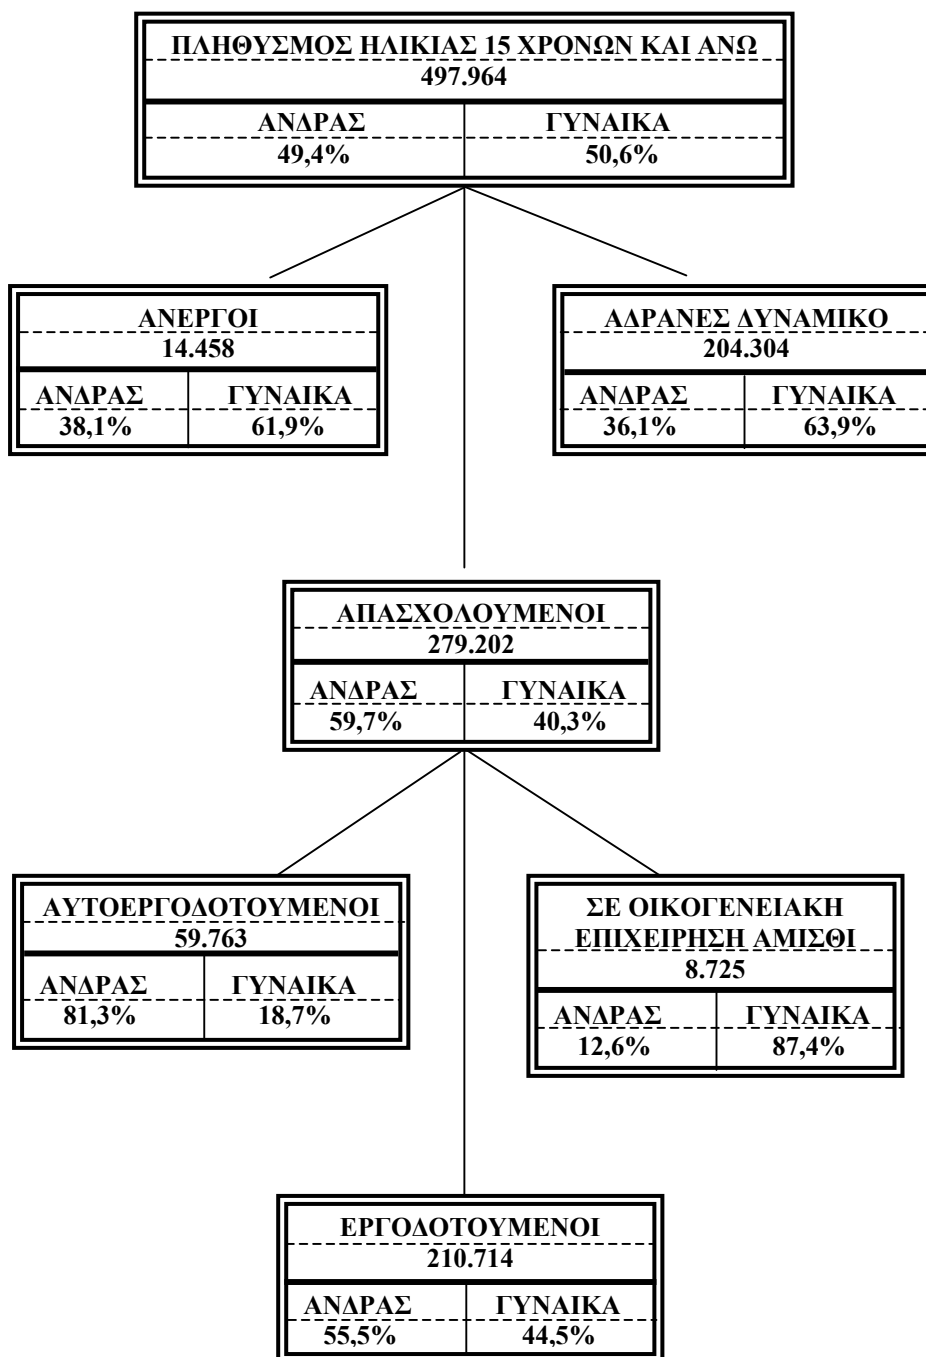 ΠΛΗΘΥΣΜΟΣ ΗΛΙΚΙΑΣ 15 ΧΡΟΝΩΝ ΚΑΙ ΑΝΩ
497.964
ΑΝΔΡΑΣ ΓΥΝΑΙΚΑ
49,4% 50,6%
ΑΝΕΡΓΟΙ
14.458
ΑΝΔΡΑΣ ΓΥΝΑΙΚΑ
38,1% 61,9%
ΑΔΡΑΝΕΣ ΔΥΝΑΜΙΚΟ
204.304
ΑΝΔΡΑΣ ΓΥΝΑΙΚΑ
36,1% 63,9%
ΑΠΑΣΧΟΛΟΥΜΕΝΟΙ
279.202
ΑΝΔΡΑΣ ΓΥΝΑΙΚΑ
59,7% 40,3%
ΑΥΤΟΕΡΓΟΔΟΤΟΥΜΕΝΟΙ
59.763
ΑΝΔΡΑΣ ΓΥΝΑΙΚΑ
81,3% 18,7%
ΣΕ ΟΙΚΟΓΕΝΕΙΑΚΗ
ΕΠΙΧΕΙΡΗΣΗ ΑΜΙΣΘΙ
8.725
ΑΝΔΡΑΣ ΓΥΝΑΙΚΑ
12,6% 87,4%
ΕΡΓΟΔΟΤΟΥΜΕΝΟΙ
210.714
ΑΝΔΡΑΣ ΓΥΝΑΙΚΑ
55,5% 44,5%